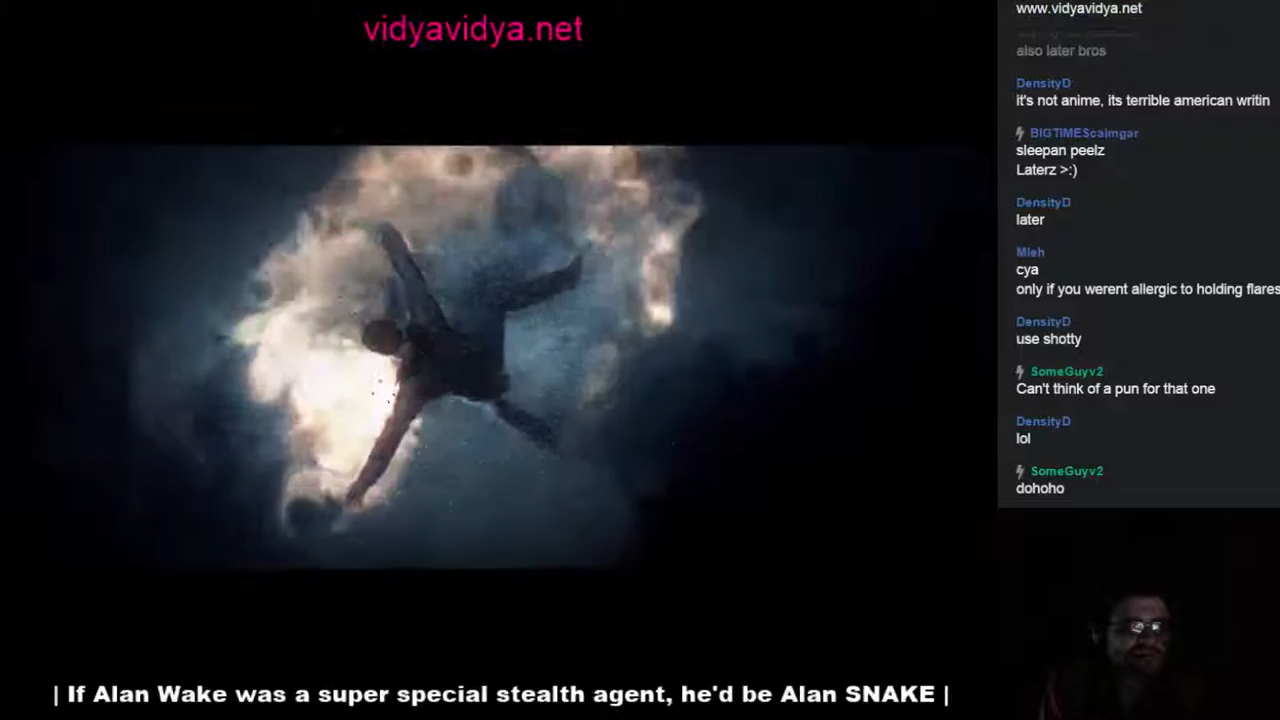 vidyavidya.net
www.vidyavidya.net
also later bros
DensityD
it's not anime, its terrible american writin
BIGTIMEScalmgar
sleepan peelz
Laterz >:)
DensityD
later
Mleh
cya
only if you werent allergic to holding flares
DensityD
use shotty
SomeGuyv2
Can't think of a pun for that one
DensityD
lol
SomeGuyv2
dohoho
| If Alan Wake was a super special stealth agent, he'd be Alan SNAKE |